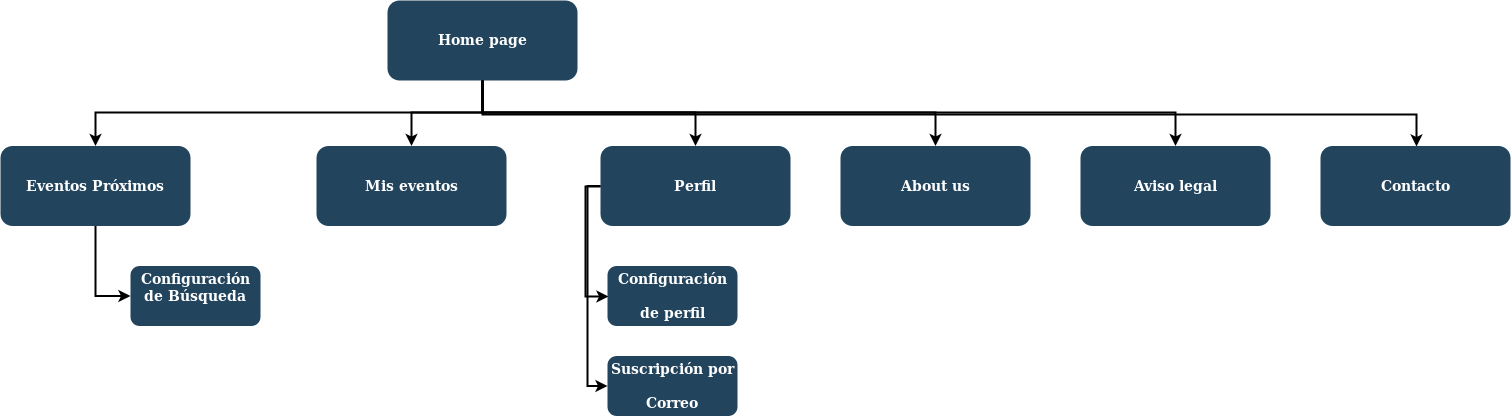 Home page
Eventos Próximos
Mis eventos
Perfil
About us
Aviso legal
Contacto
Configuración
de Búsqueda
Configuración
de perfil
Suscripción por
Correo